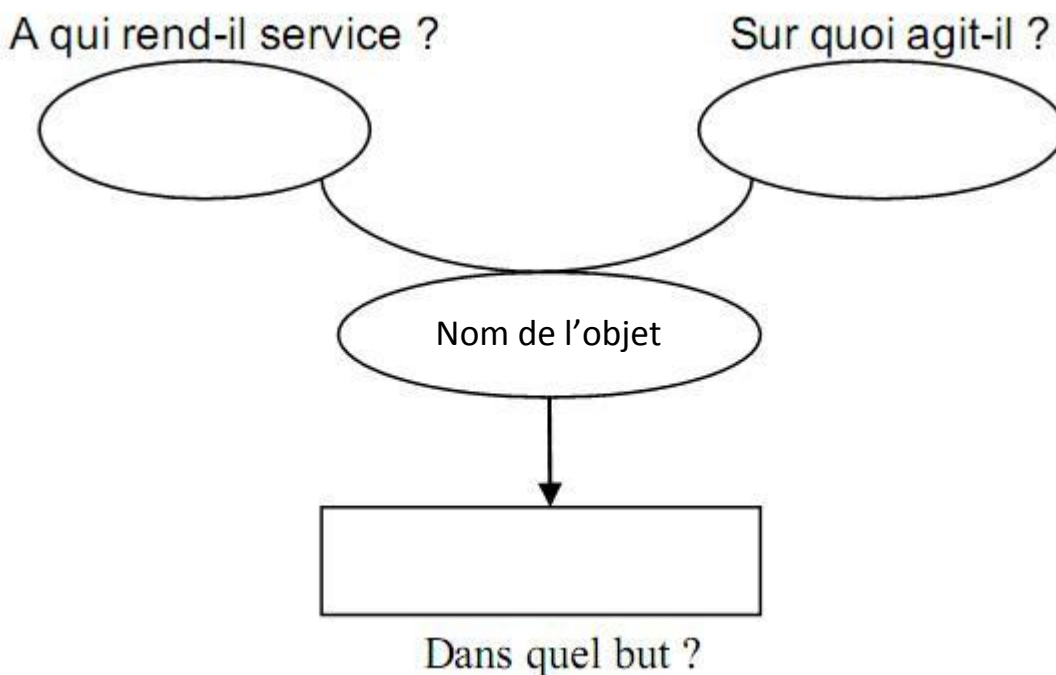 A qui rend-il service ?
Sur quoi agit-il ?
Nom de l’objet
Dans quel but ?